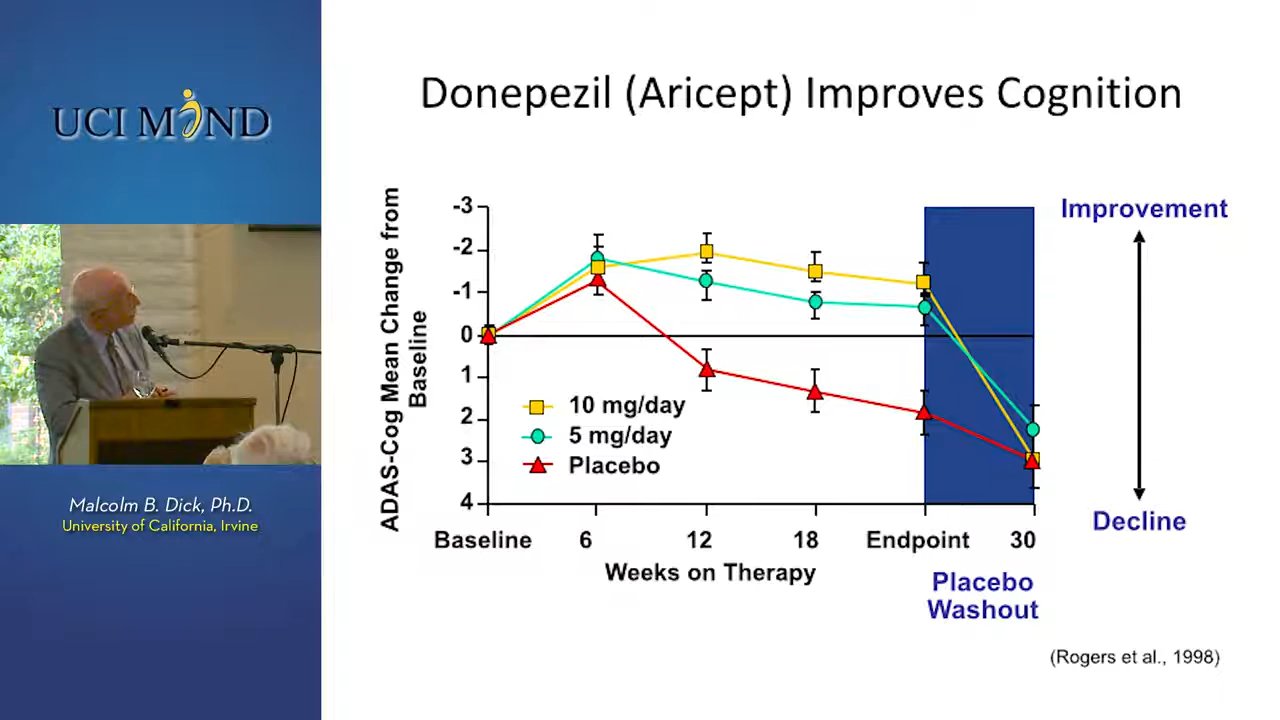 UCI MIND
Malcolm B. Dick, Ph.D.
University of California, Irvine
Donepezil (Aricept) Improves Cognition
ADAS-Cog Mean Change from
Baseline
-3
-2
-1
0
1
2
3
4
10 mg/day
5 mg/day
Placebo
Baseline 6 12 18 Endpoint 30
Weeks on Therapy
Placebo
Washout
Improvement
Decline
(Rogers et al., 1998)